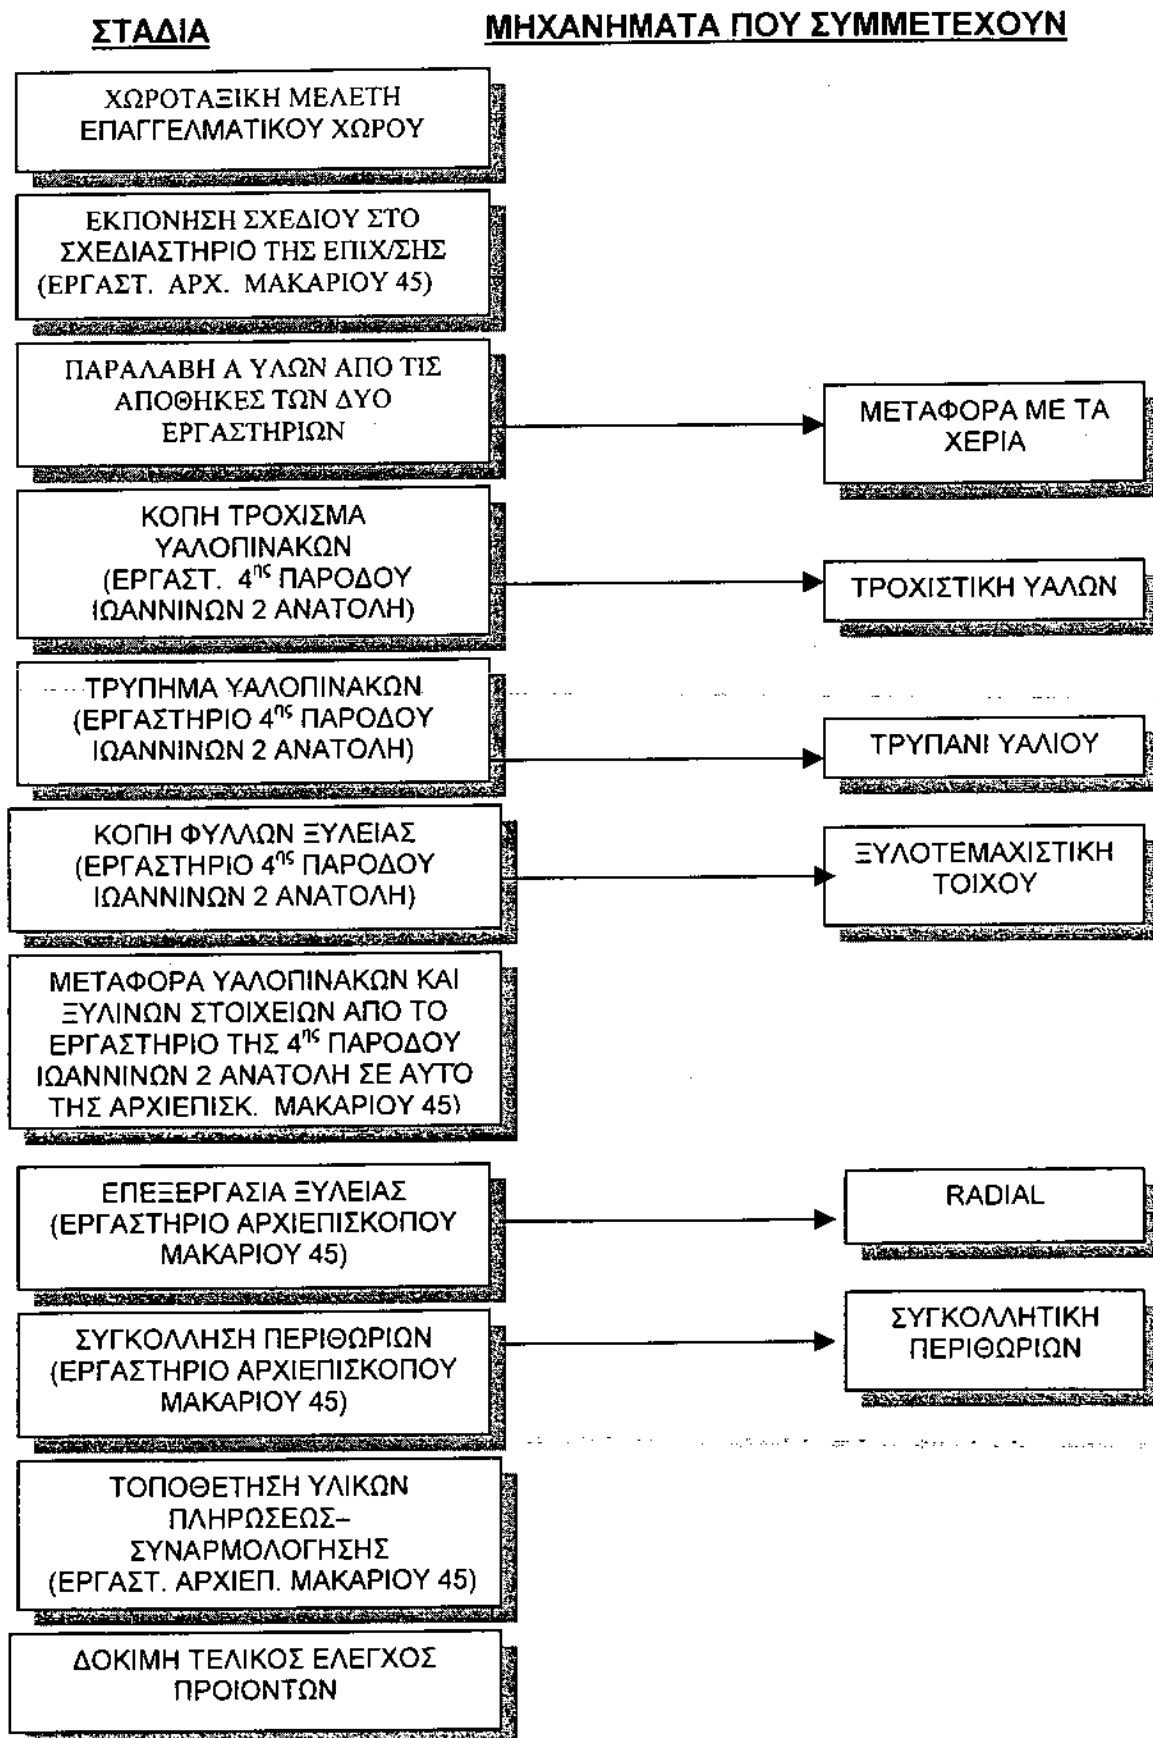 ΣΤΑΔΙΑ
ΜΗΧΑΝΗΜΑΤΑ ΠΟΥ ΣΥΜΜΕΤΕΧΟΥΝ
ΧΩΡΟΤΑΞΙΚΗ ΜΕΛΕΤΗ
ΕΠΑΓΓΕΛΜΑΤΙΚΟΥ ΧΩΡΟΥ
ΕΚΠΟΝΗΣΗ ΣΧΕΔΙΟΥ ΣΤΟ
ΣΧΕΔΙΑΣΤΗΡΙΟ ΤΗΣ ΕΠΙΧ/ΣΗΣ
(ΕΡΓΑΣΤ. ΑΡΧ. ΜΑΚΑΡΙΟΥ 45)
ΠΑΡΑΛΑΒΗ Α ΥΛΩΝ ΑΠΟ ΤΙΣ
ΑΠΟΘΗΚΕΣ ΤΩΝ ΔΥΟ
ΕΡΓΑΣΤΗΡΙΩΝ
ΜΕΤΑΦΟΡΑ ΜΕ ΤΑ
ΧΕΡΙΑ
ΚΟΠΗ ΤΡΟΧΙΣΜΑ
ΥΑΛΟΠΙΝΑΚΩΝ
(ΕΡΓΑΣΤ. 4ης ΠΑΡΟΔΟΥ
ΙΩΑΝΝΙΝΩΝ 2 ΑΝΑΤΟΛΗ)
ΤΡΟΧΙΣΤΙΚΗ ΥΑΛΩΝ
ΤΡΥΠΗΜΑ ΥΑΛΟΠΙΝΑΚΩΝ
(ΕΡΓΑΣΤΗΡΙΟ 4ης ΠΑΡΟΔΟΥ
ΙΩΑΝΝΙΝΩΝ 2 ΑΝΑΤΟΛΗ)
ΤΡΥΠΑΝΙ ΥΑΛΙΟΥ
ΚΟΠΗ ΦΥΛΛΩΝ ΞΥΛΕΙΑΣ
(ΕΡΓΑΣΤΗΡΙΟ 4ης ΠΑΡΟΔΟΥ
ΙΩΑΝΝΙΝΩΝ 2 ΑΝΑΤΟΛΗ)
ΞΥΛΟΤΕΜΑΧΙΣΤΙΚΗ
ΤΟΙΧΟΥ
ΜΕΤΑΦΟΡΑ ΥΑΛΟΠΙΝΑΚΩΝ ΚΑΙ
ΞΥΛΙΝΩΝ ΣΤΟΙΧΕΙΩΝ ΑΠΟ ΤΟ
ΕΡΓΑΣΤΗΡΙΟ ΤΗΣ 4ης ΠΑΡΟΔΟΥ
ΙΩΑΝΝΙΝΩΝ 2 ΑΝΑΤΟΛΗ ΣΕ ΑΥΤΟ
ΤΗΣ ΑΡΧΙΕΠΙΣΚ. ΜΑΚΑΡΙΟΥ 45)
ΕΠΕΞΕΡΓΑΣΙΑ ΞΥΛΕΙΑΣ
(ΕΡΓΑΣΤΗΡΙΟ ΑΡΧΙΕΠΙΣΚΟΠΟΥ
ΜΑΚΑΡΙΟΥ 45)
RADIAL
ΣΥΓΚΟΛΛΗΣΗ ΠΕΡΙΘΩΡΙΩΝ
(ΕΡΓΑΣΤΗΡΙΟ ΑΡΧΙΕΠΙΣΚΟΠΟΥ
ΜΑΚΑΡΙΟΥ 45)
ΣΥΓΚΟΛΛΗΤΙΚΗ
ΠΕΡΙΘΩΡΙΩΝ
ΤΟΠΟΘΕΤΗΣΗ ΥΛΙΚΩΝ
ΠΛΗΡΩΣΕΩΣ–
ΣΥΝΑΡΜΟΛΟΓΗΣΗΣ
(ΕΡΓΑΣΤ. ΑΡΧΙΕΠ. ΜΑΚΑΡΙΟΥ 45)
ΔΟΚΙΜΗ ΤΕΛΙΚΟΣ ΕΛΕΓΧΟΣ
ΠΡΟΙΟΝΤΩΝ